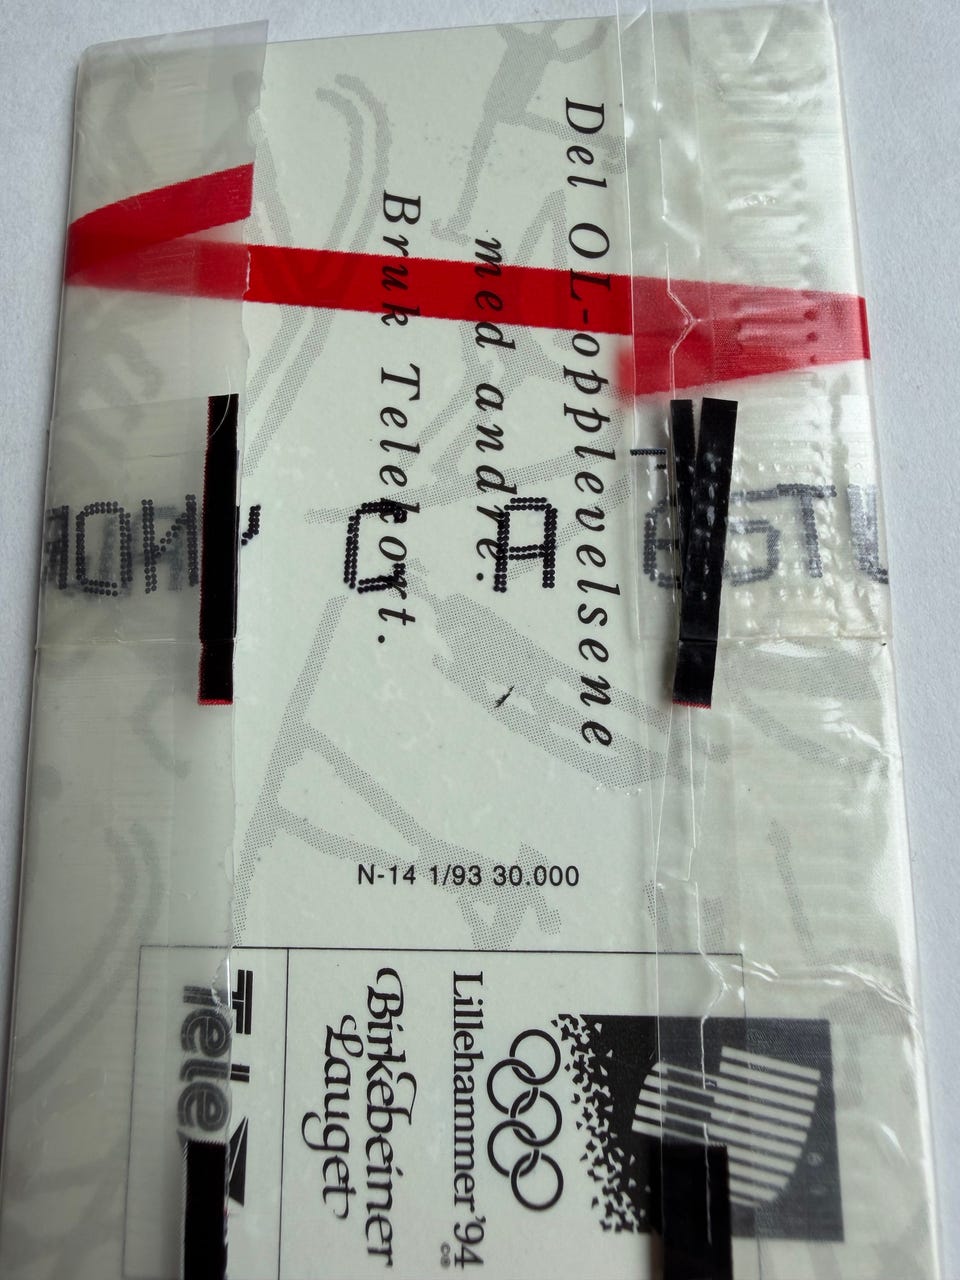 Del OL-opplevelsene
med andre.
Bruk Telekort.
N-14 1/93 30.000
Lillehammer'94
Birkebeiner
Lauget
Tele